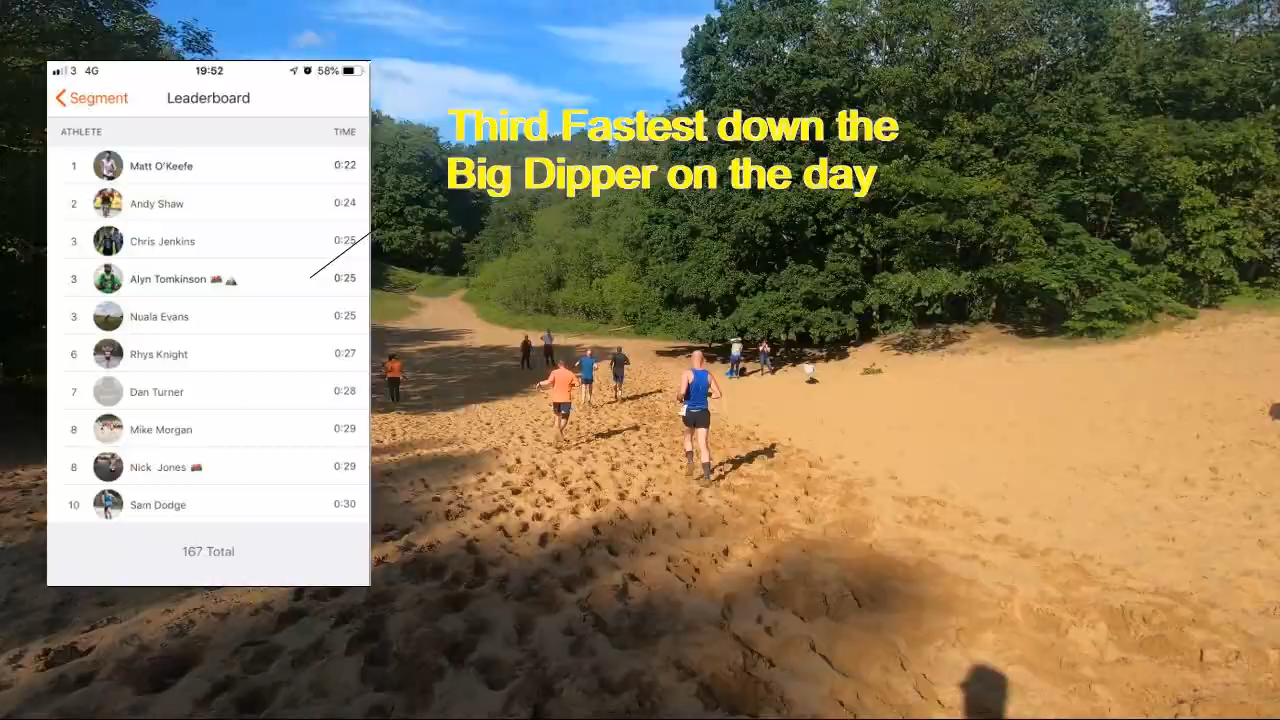 3 4G 19:52 58%
Segment Leaderboard
ATHLETE TIME
1 Matt O'Keefe 0:22
2 Andy Shaw 0:24
3 Chris Jenkins 0:25
3 Alyn Tomkinson 0:25
3 Nuala Evans 0:25
6 Rhys Knight 0:27
7 Dan Turner 0:28
8 Mike Morgan 0:29
8 Nick Jones 0:29
10 Sam Dodge 0:30
167 Total
Third Fastest down the
Big Dipper on the day